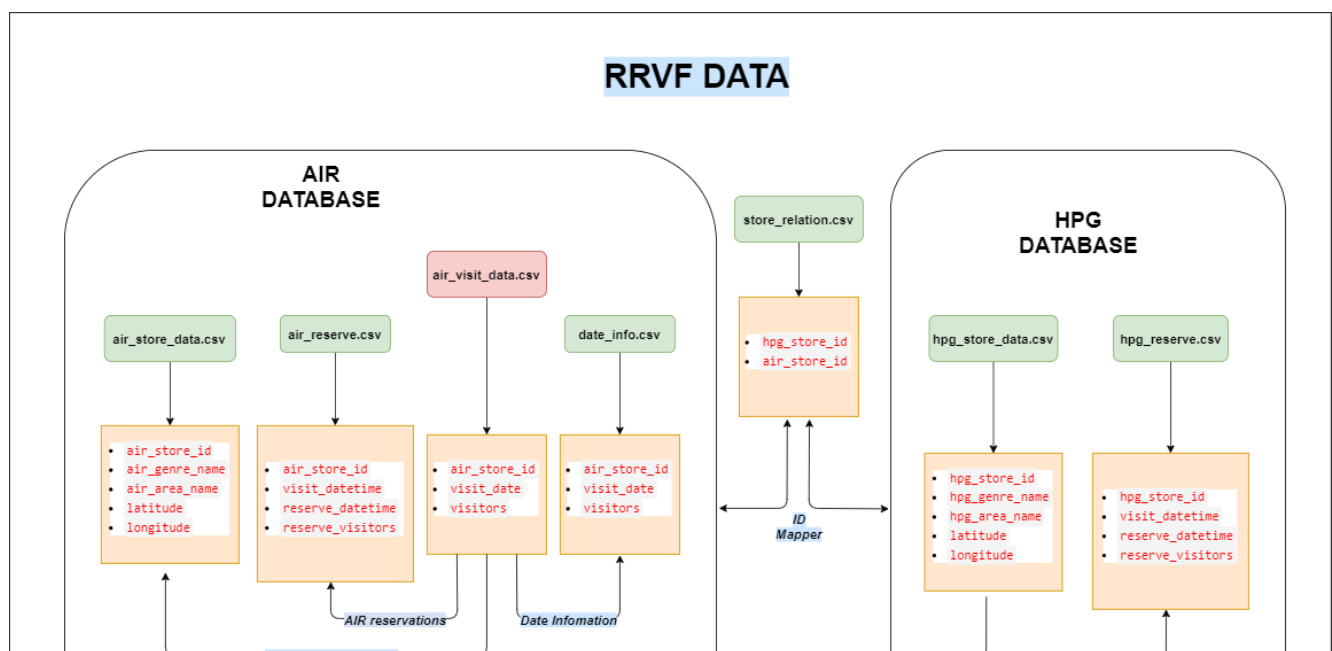 RRVF DATA
AIR
DATABASE
air_visit_data.csv
air_store_data.csv
air_reserve.csv
date_info.csv
air_store_id
air_genre_name
air_area_name
latitude
longitude
air_store_id
visit_datetime
reserve_datetime
reserve_visitors
air_store_id
visit_date
visitors
air_store_id
visit_date
visitors
AIR reservations
Date Infomation
store_relation.csv
hpg_store_id
air_store_id
ID
Mapper
HPG
DATABASE
hpg_store_data.csv
hpg_reserve.csv
hpg_store_id
hpg_genre_name
hpg_area_name
latitude
longitude
hpg_store_id
visit_datetime
reserve_datetime
reserve_visitors